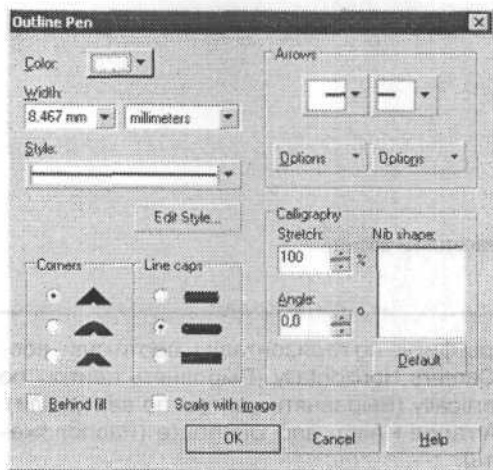 Outline Pen
Color:
Arrows
Width:
8.467 mm millimeters
Style:
Options Options
Edit Style...
Calligraphy
Stretch: Nib shape:
100 %
Corners Line caps
Angle:
0,0 °
Default
Behind fill Scale with image
OK Cancel Help